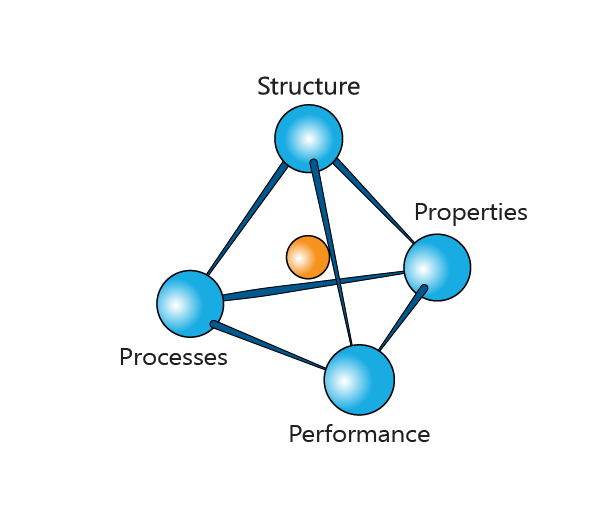 Structure
Properties
Processes
Performance